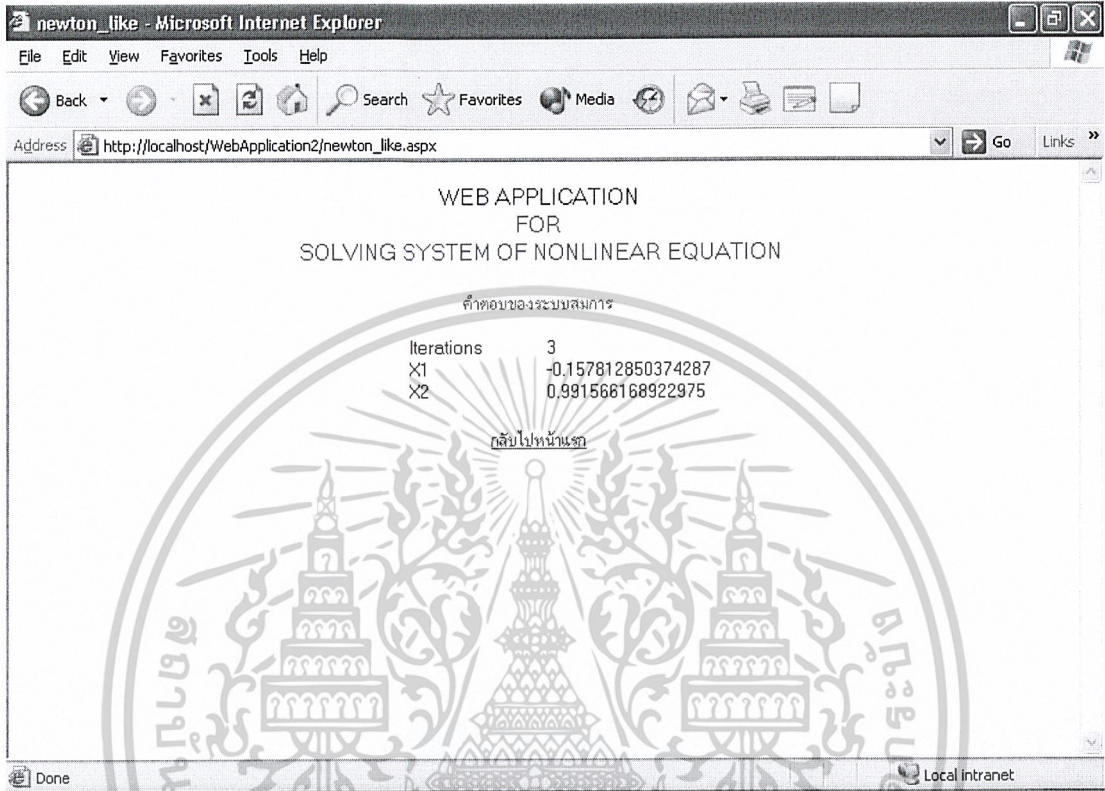 newton_like - Microsoft Internet Explorer
File Edit View Favorites Tools Help
Back Search Favorites Media
Address http://localhost/WebApplication2/newton_like.aspx Go Links »
WEB APPLICATION
FOR
SOLVING SYSTEM OF NONLINEAR EQUATION
คำตอบของระบบสมการ
Iterations 3
X1 -0.157812850374287
X2 0.991566168922975
กลับไปหน้าแรก
Done Local intranet